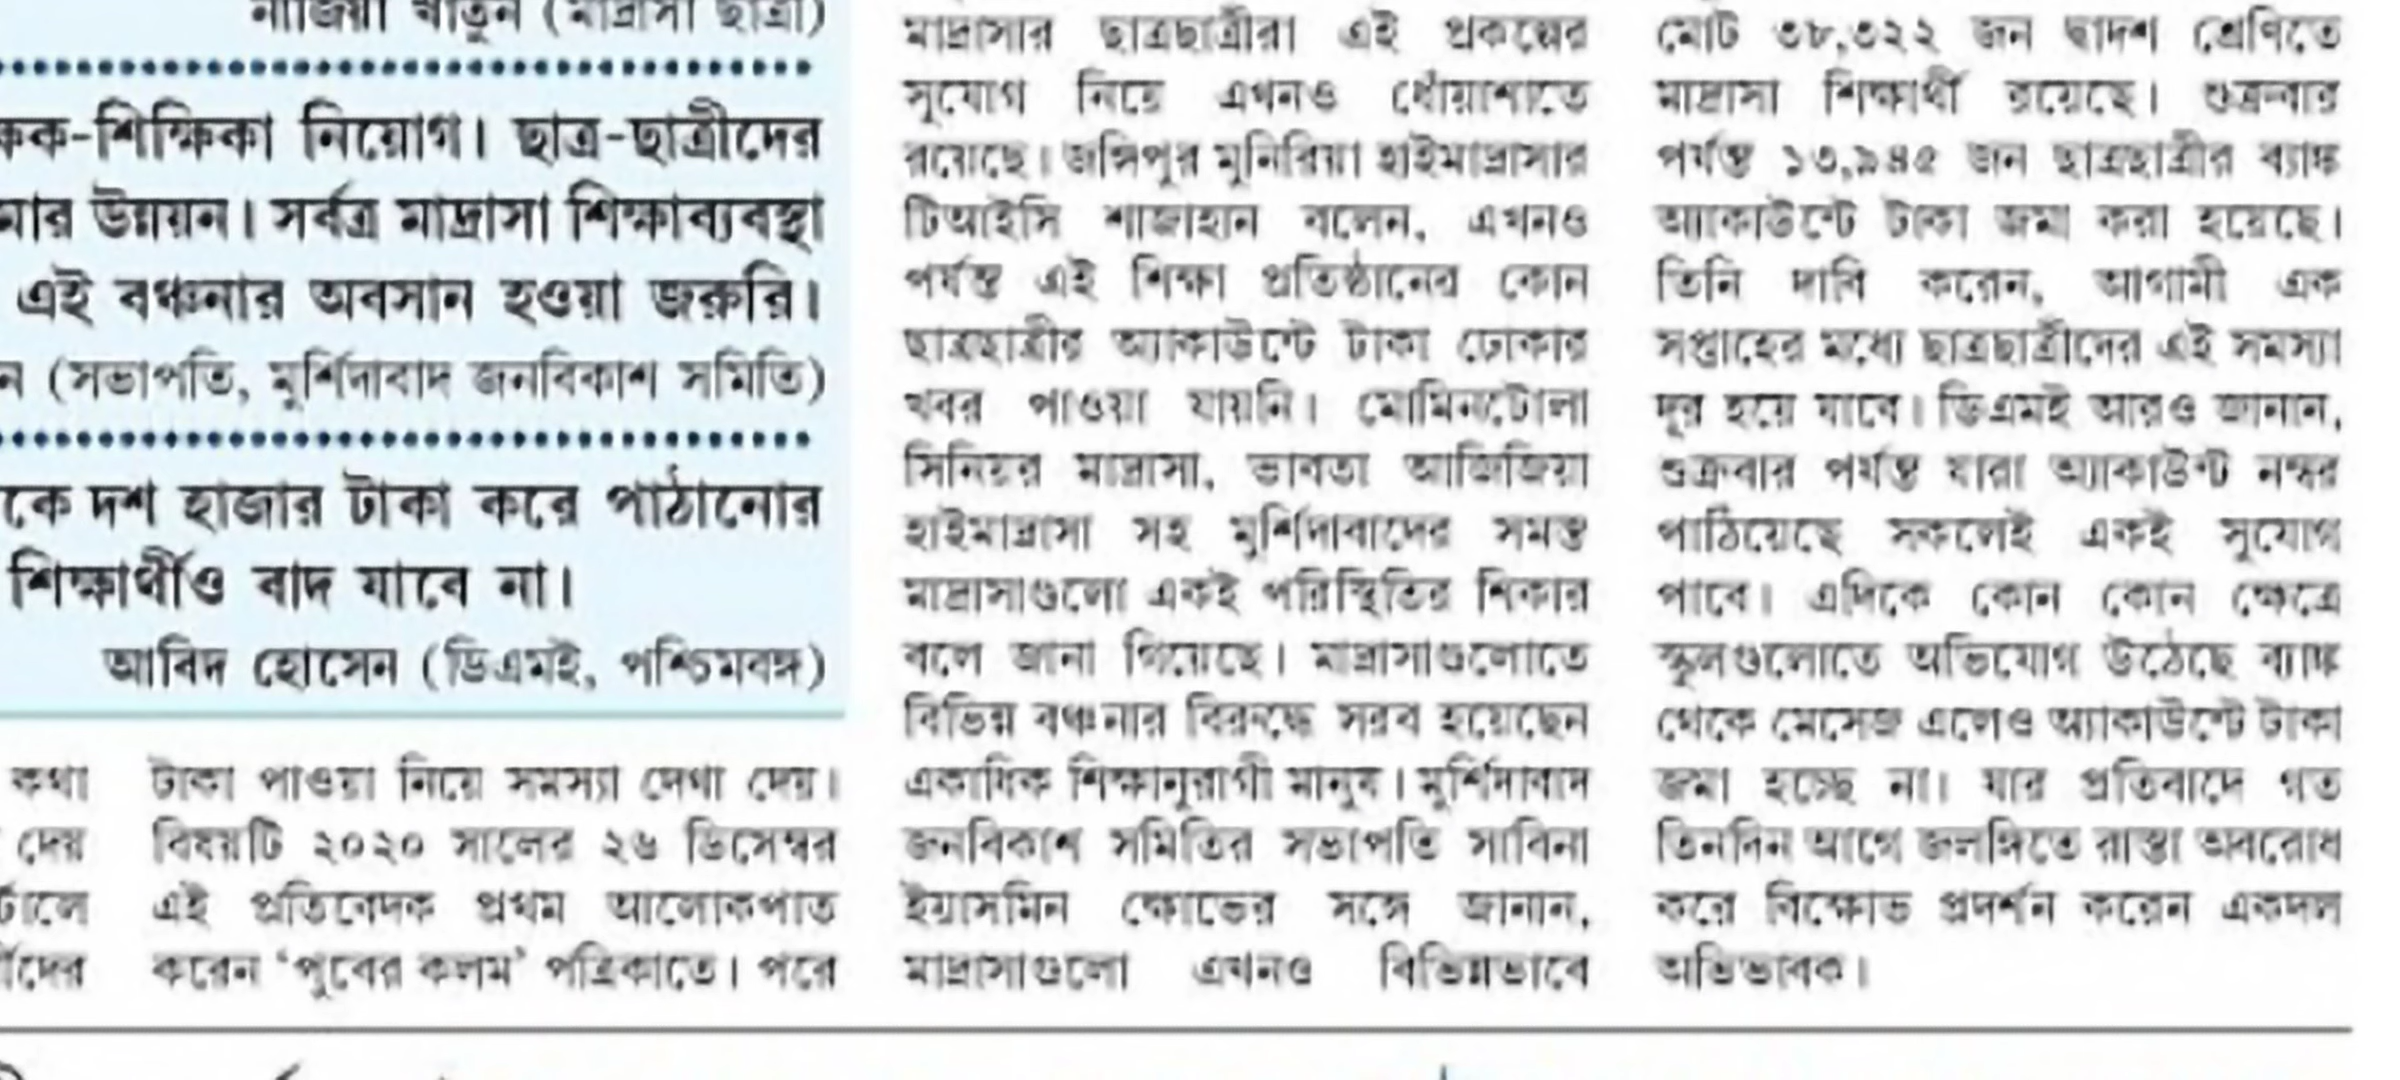 নাজিয়া খাতুন (মাদ্রাসা ছাত্রী)
কক-শিক্ষিকা নিয়োগ। ছাত্র-ছাত্রীদের
মার উন্নয়ন। সর্বত্র মাদ্রাসা শিক্ষাব্যবস্থা
এই বঞ্চনার অবসান হওয়া জরুরি।
ন (সভাপতি, মুর্শিদাবাদ জনবিকাশ সমিতি)
কে দশ হাজার টাকা করে পাঠানোর
শিক্ষার্থীও বাদ যাবে না।
আবিদ হোসেন (ডিএমই, পশ্চিমবঙ্গ)
কথা
দেয়
র্টালে
র্থীদের
টাকা পাওয়া নিয়ে সমস্যা দেখা দেয়।
বিষয়টি ২০২০ সালের ২৬ ডিসেম্বর
এই প্রতিবেদক প্রথম আলোকপাত
করেন ‘পুবের কলম’ পত্রিকাতে। পরে
মাদ্রাসার ছাত্রছাত্রীরা এই প্রকল্পের
সুযোগ নিয়ে এখনও ধোঁয়াশাতে
রয়েছে। জঙ্গিপুর মুনিরিয়া হাইমাদ্রাসার
টিআইসি শাজাহান বলেন, এখনও
পর্যন্ত এই শিক্ষা প্রতিষ্ঠানের কোন
ছাত্রছাত্রীর অ্যাকাউন্টে টাকা ঢোকার
খবর পাওয়া যায়নি। মোমিনটোলা
সিনিয়র মাদ্রাসা, ভাবতা আজিজিয়া
হাইমাদ্রাসা সহ মুর্শিদাবাদের সমস্ত
মাদ্রাসাগুলো একই পরিস্থিতির শিকার
বলে জানা গিয়েছে। মাদ্রাসাগুলোতে
বিভিন্ন বঞ্চনার বিরুদ্ধে সরব হয়েছেন
একাধিক শিক্ষানুরাগী মানুষ। মুর্শিদাবাদ
জনবিকাশ সমিতির সভাপতি সাবিনা
ইয়াসমিন ক্ষোভের সঙ্গে জানান,
মাদ্রাসাগুলো এখনও বিভিন্নভাবে
মোট ৩৮,৩২২ জন দ্বাদশ শ্রেণিতে
মাদ্রাসা শিক্ষার্থী রয়েছে। শুক্রবার
পর্যন্ত ১৩,৯৪৫ জন ছাত্রছাত্রীর ব্যাঙ্ক
অ্যাকাউন্টে টাকা জমা করা হয়েছে।
তিনি দাবি করেন, আগামী এক
সপ্তাহের মধ্যে ছাত্রছাত্রীদের এই সমস্যা
দূর হয়ে যাবে। ডিএমই আরও জানান,
শুক্রবার পর্যন্ত যারা অ্যাকাউন্ট নম্বর
পাঠিয়েছে সকলেই একই সুযোগ
পাবে। এদিকে কোন কোন ক্ষেত্রে
স্কুলগুলোতে অভিযোগ উঠেছে ব্যাঙ্ক
থেকে মেসেজ এলেও অ্যাকাউন্টে টাকা
জমা হচ্ছে না। যার প্রতিবাদে গত
তিনদিন আগে জলঙ্গিতে রাস্তা অবরোধ
করে বিক্ষোভ প্রদর্শন করেন একদল
অভিভাবক।